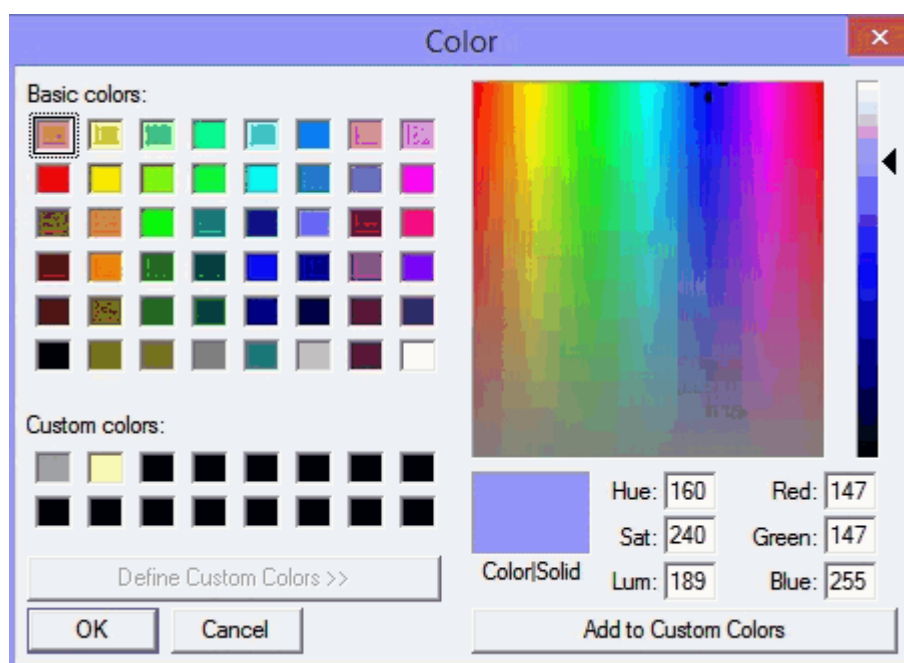 Color
Basic colors:
Custom colors:
Define Custom Colors >>
OK Cancel
Color|Solid
Hue: 160 Red: 147
Sat: 240 Green: 147
Lum: 189 Blue: 255
Add to Custom Colors